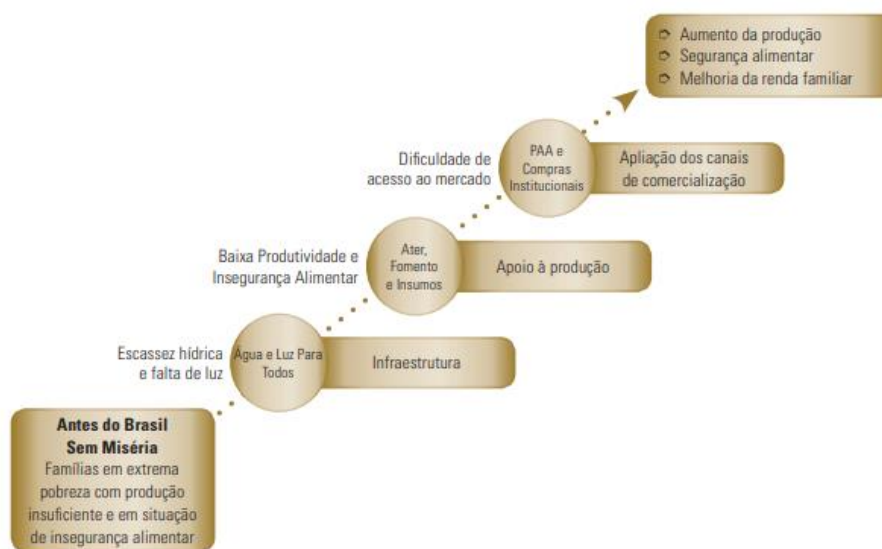 Aumento da produção
Segurança alimentar
Melhoria da renda familiar
Dificuldade de
acesso ao mercado
PAA e
Compras
Institucionais
Apliação dos canais
de comercialização
Baixa Produtividade e
Insegurança Alimentar
Ater,
Fomento
e Insumos
Apoio à produção
Escassez hídrica
e falta de luz
Água e Luz Para
Todos
Infraestrutura
Antes do Brasil
Sem Miséria
Famílias em extrema
pobreza com produção
insuficiente e em situação
de insegurança alimentar